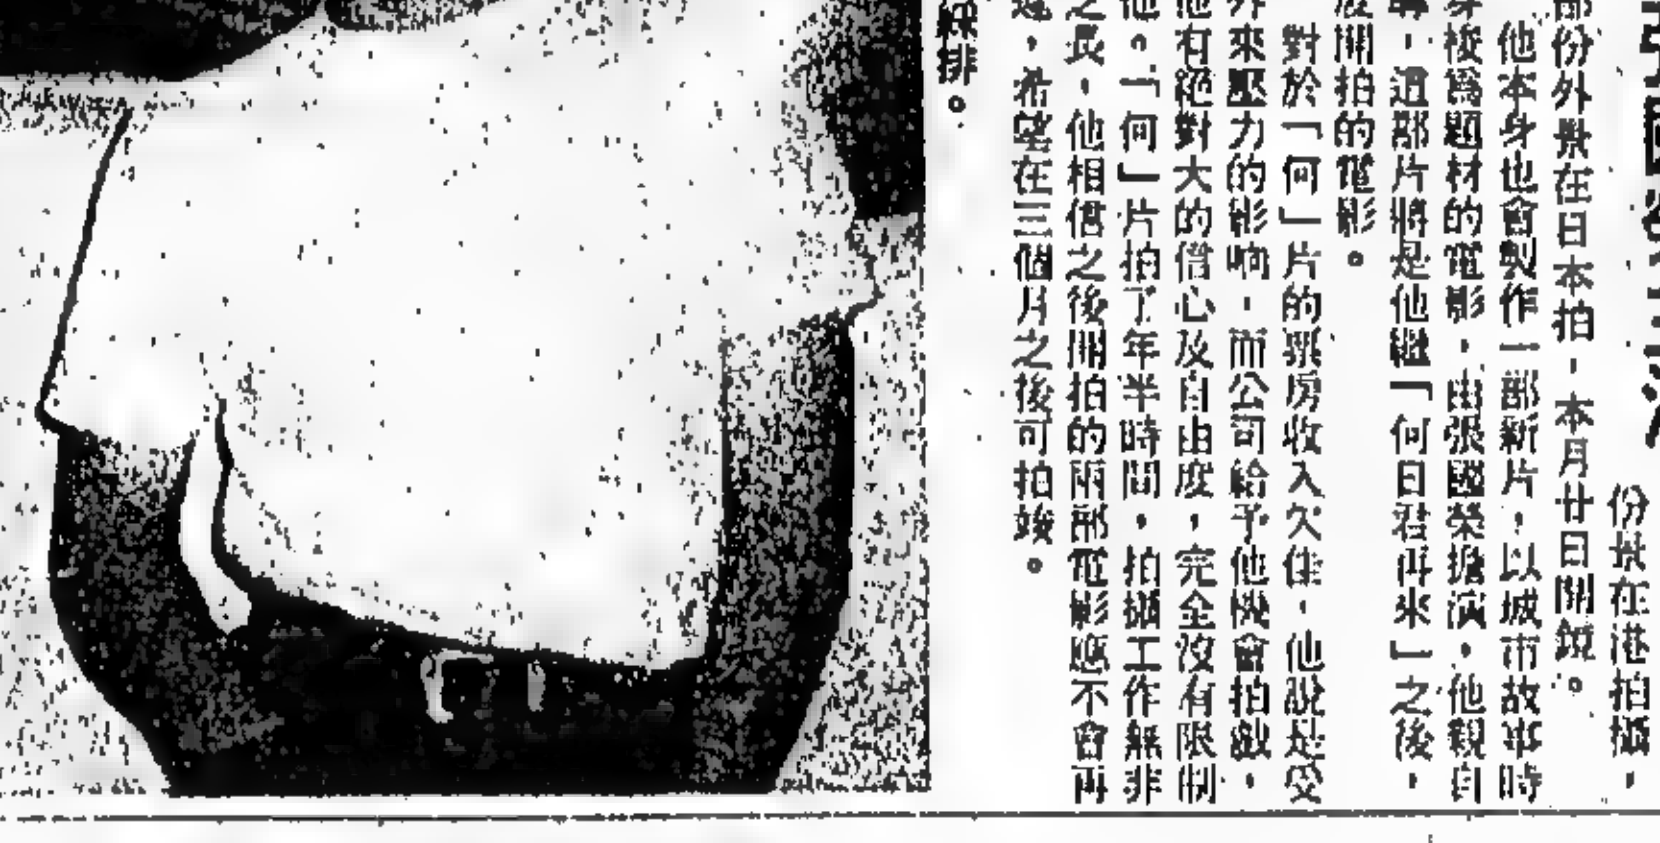 份外景在港拍攝，
部份外景在日本拍，本月廿日開鏡。
他本身也會製作一部新片，以城市故事時
梭爲題材的電影，由張國榮擔演，他親自
導，這部片將是他繼「何日君再來」之後，
開拍的電影。
對於「何」片的票房收入欠佳，他說是受
外來壓力的影响，而公司給予他機會拍戲，
他有絕對大的信心及自由度，完全沒有限制
他。「何」片拍了年半時間，拍攝工作無非
之長，他相信之後開拍的兩部電影應不會再
，希望在三個月之後可拍竣。
綵排。